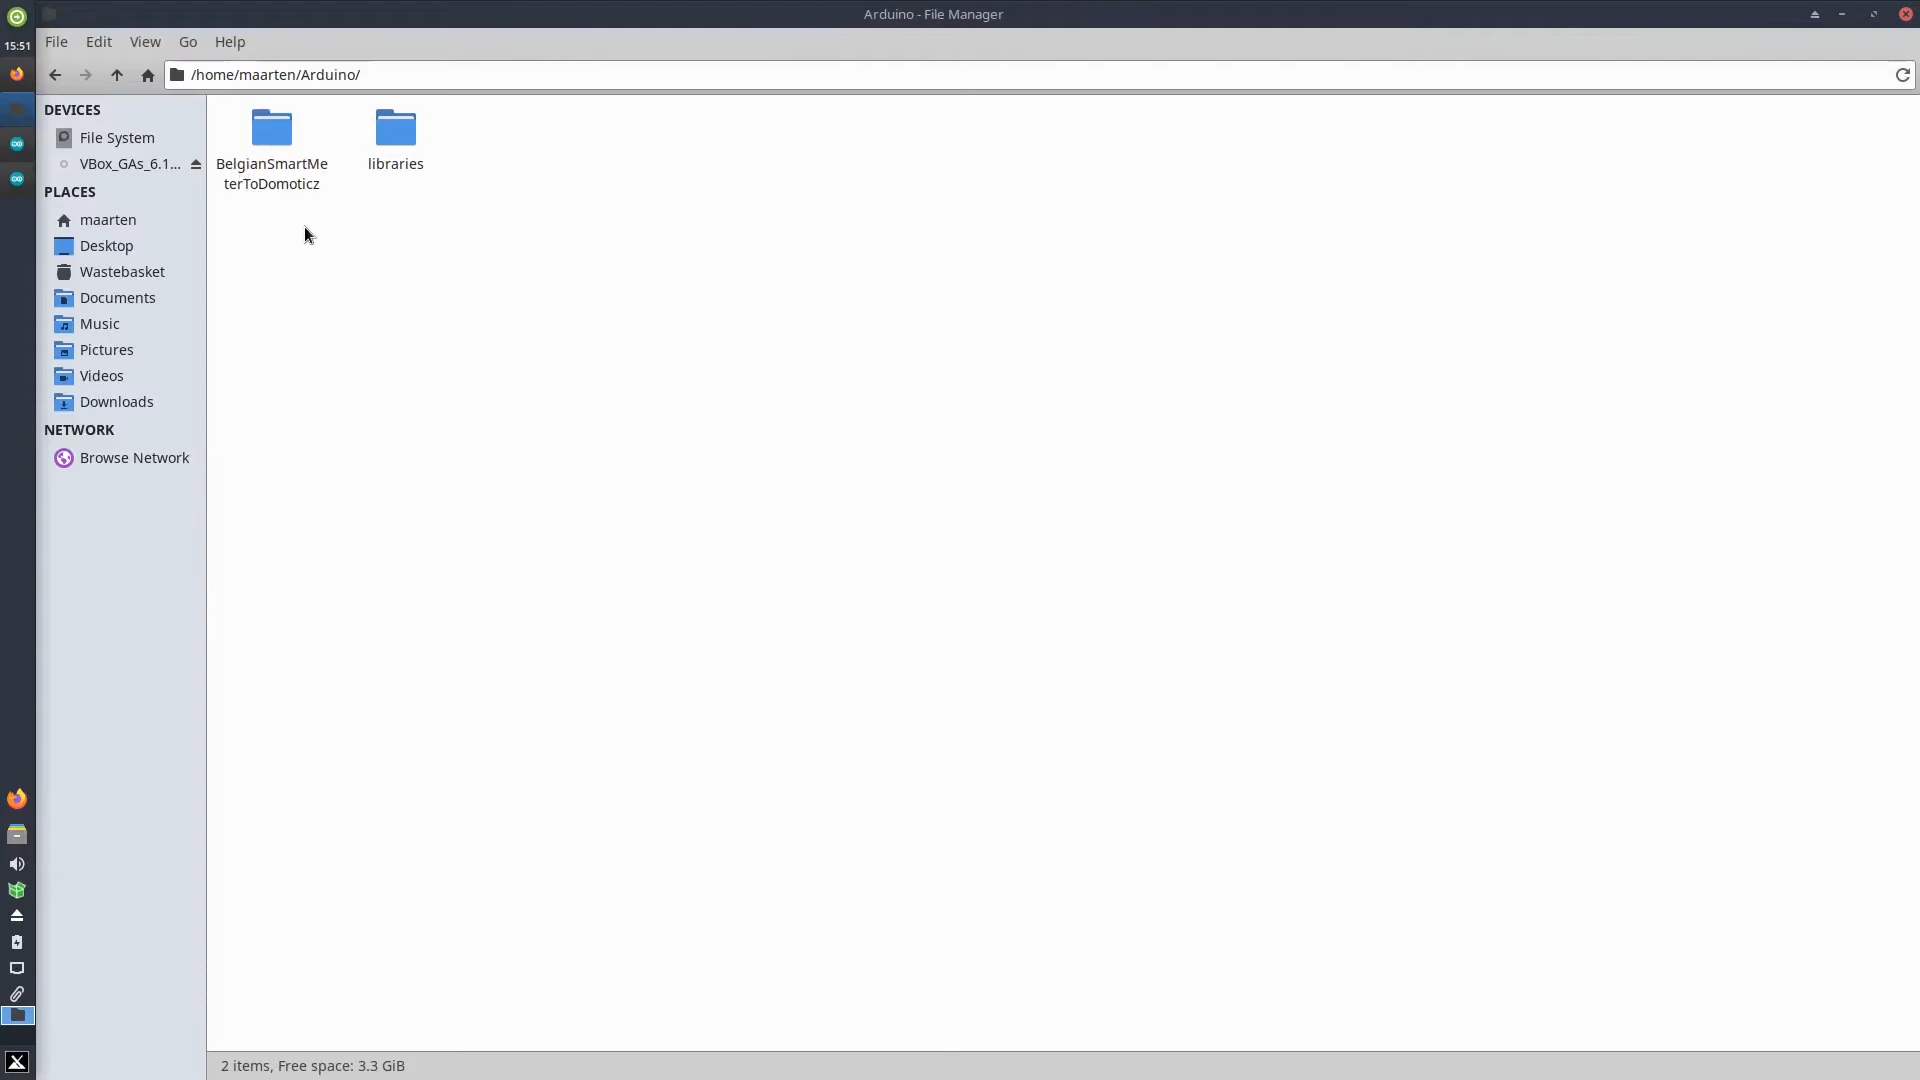 Arduino - File Manager
15:51
File Edit View Go Help
/home/maarten/Arduino/
DEVICES
File System
VBox_GAs_6.1...
PLACES
maarten
Desktop
Wastebasket
Documents
Music
Pictures
Videos
Downloads
NETWORK
Browse Network
BelgianSmartMe
terToDomoticz
libraries
2 items, Free space: 3.3 GiB